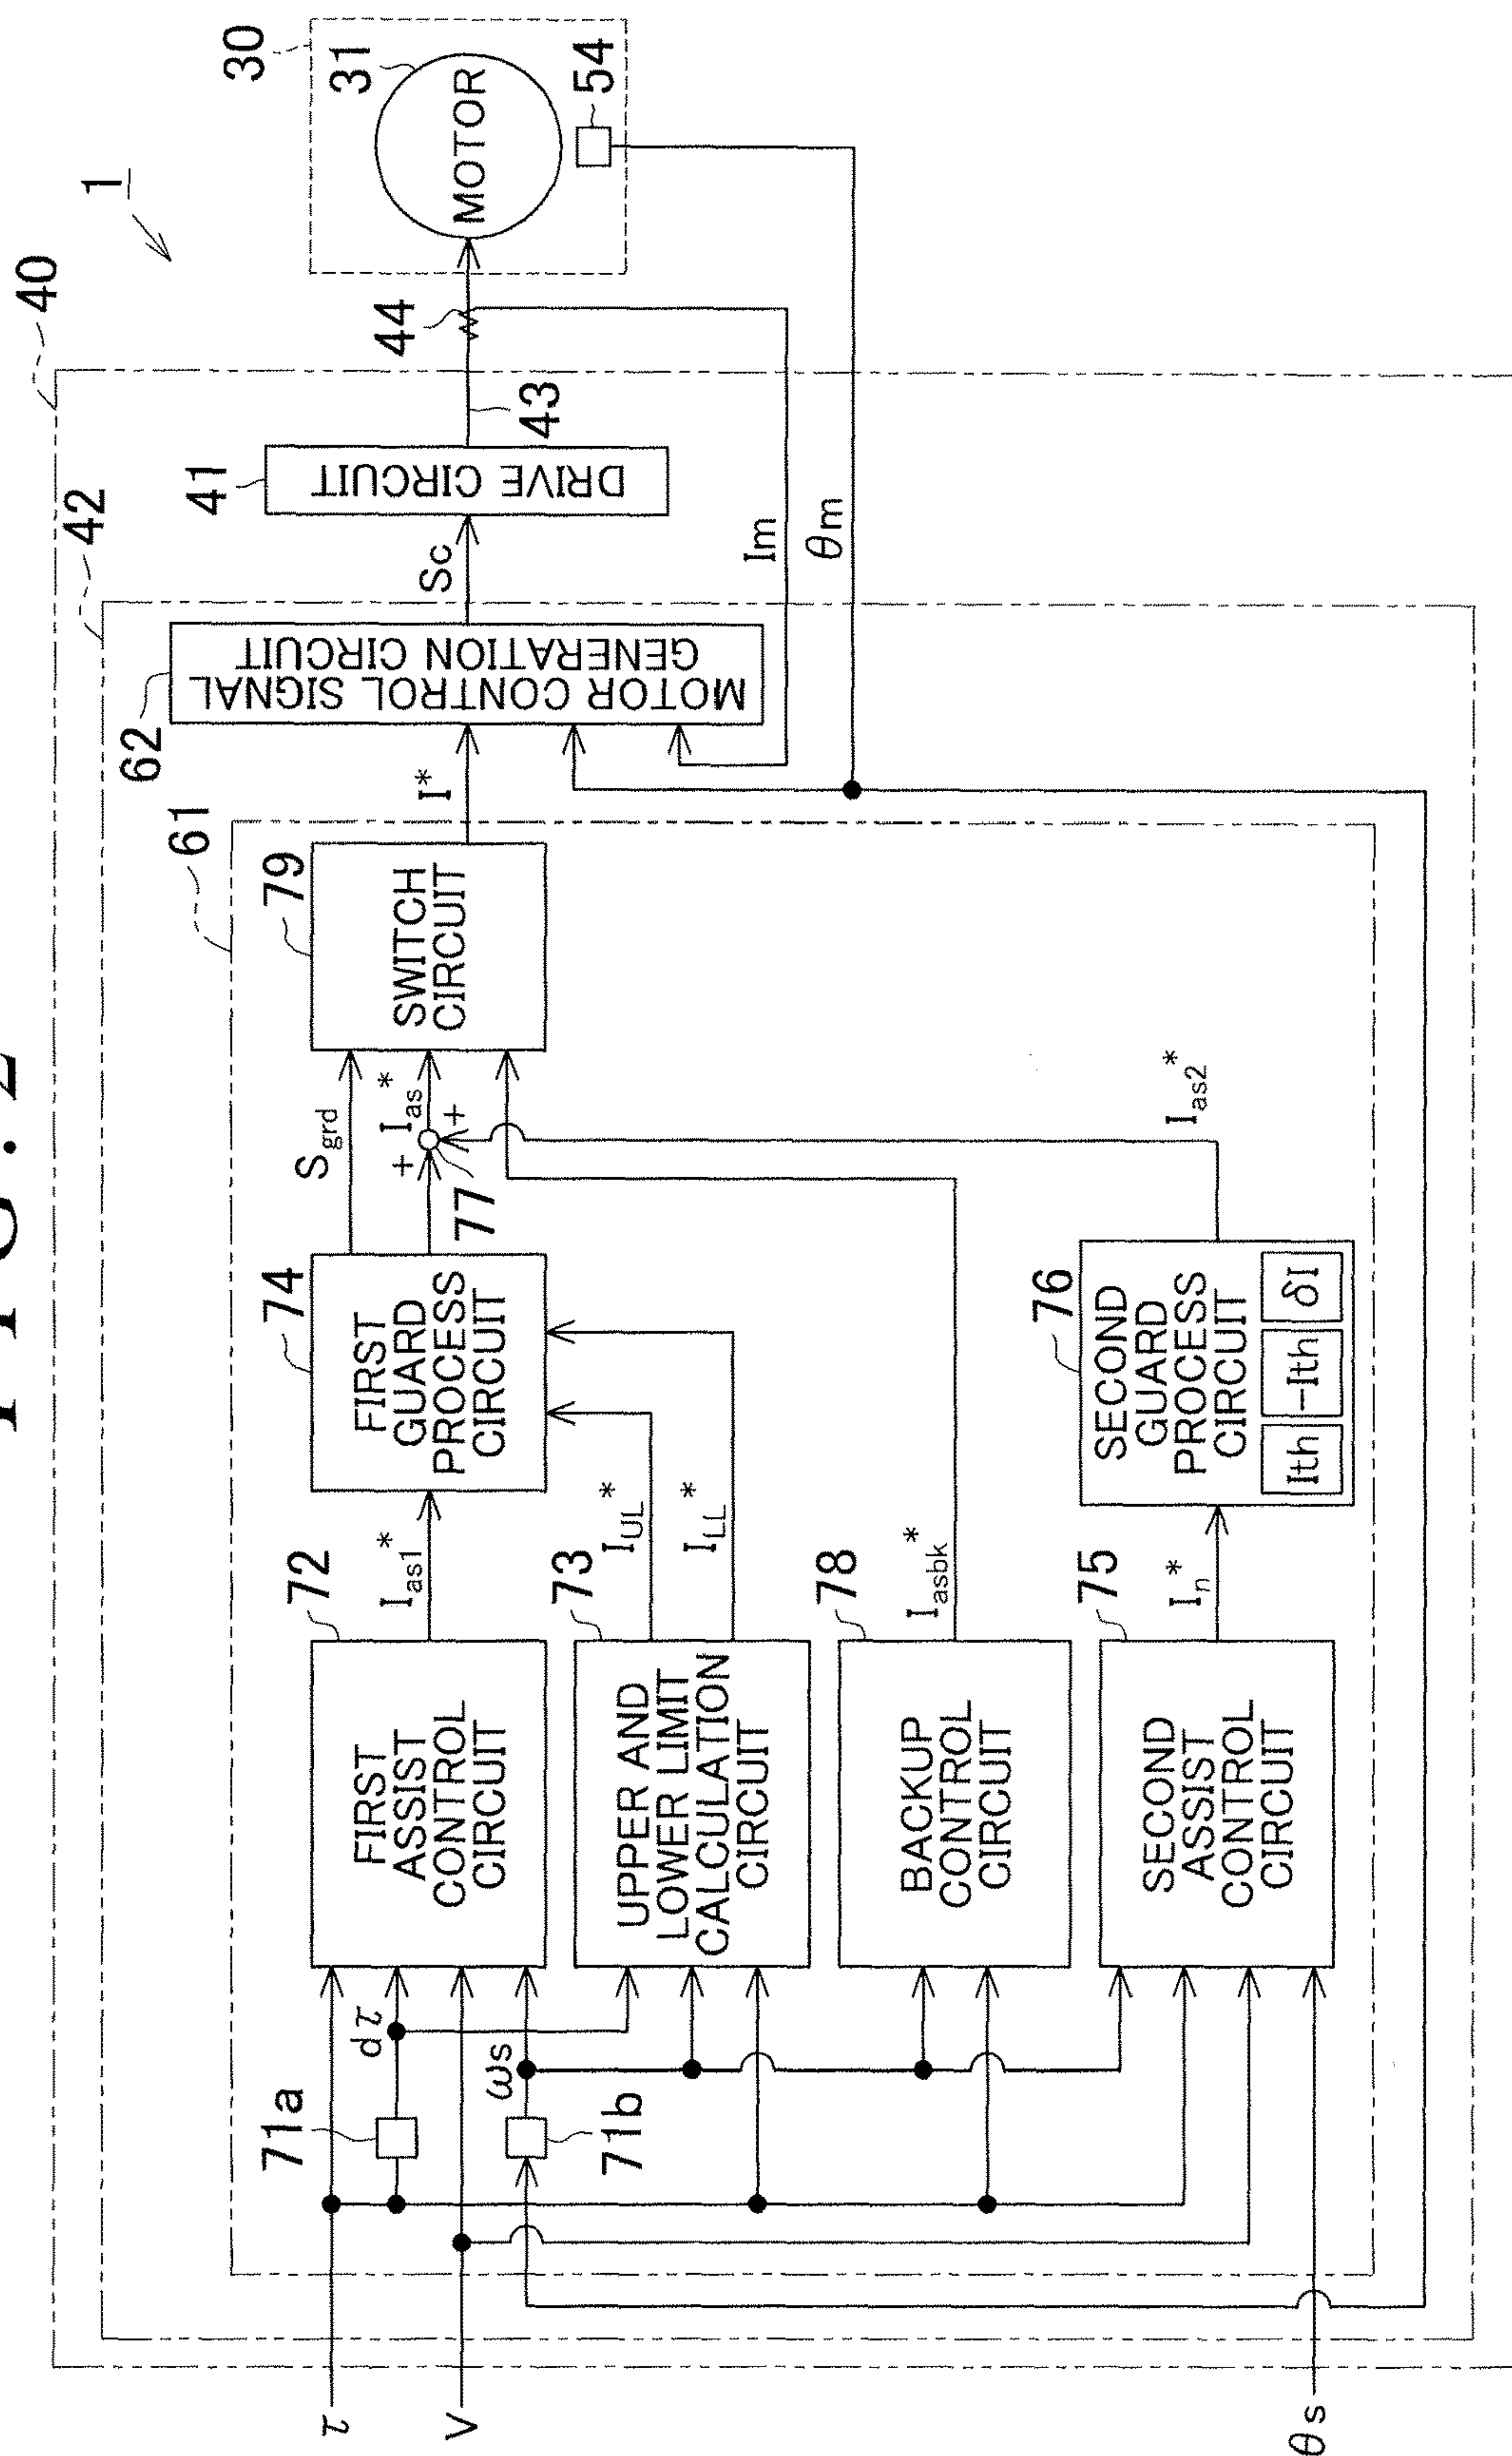 FIG. 2
1
40
42
61
30
31
MOTOR
54
44
43
41
DRIVE CIRCUIT
Sc
Im
θm
62
MOTOR CONTROL SIGNAL
GENERATION CIRCUIT
I*
79
SWITCH
CIRCUIT
Sgrd
Ias*
+
+
77
Ias2*
74
FIRST
GUARD
PROCESS
CIRCUIT
76
SECOND
GUARD
PROCESS
CIRCUIT
Ith
-Ith
δI
Ias1*
IUL*
ILL*
Iasbk*
In*
72
FIRST
ASSIST
CONTROL
CIRCUIT
73
UPPER AND
LOWER LIMIT
CALCULATION
CIRCUIT
78
BACKUP
CONTROL
CIRCUIT
75
SECOND
ASSIST
CONTROL
CIRCUIT
dτ
ωs
71a
71b
τ
V
θs